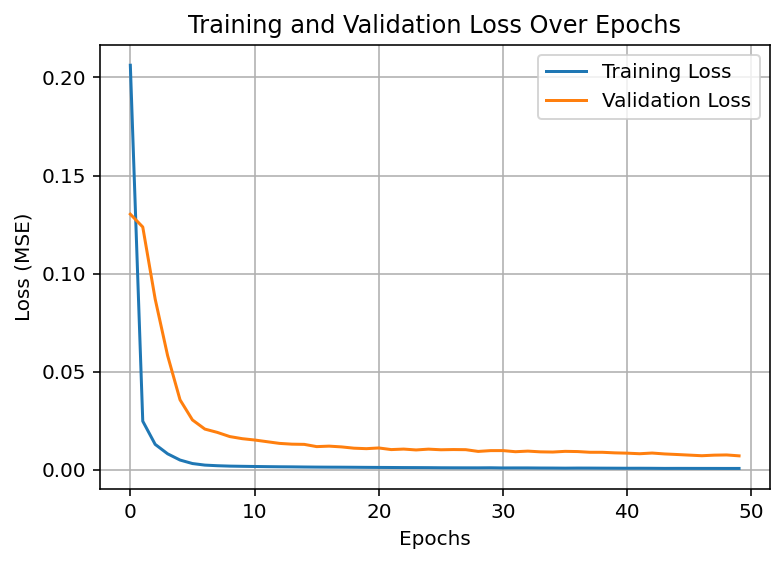 Training and Validation Loss Over Epochs
Training Loss
Validation Loss
0.20
0.15
0.10
0.05
0.00
Loss (MSE)
0 10 20 30 40 50
Epochs